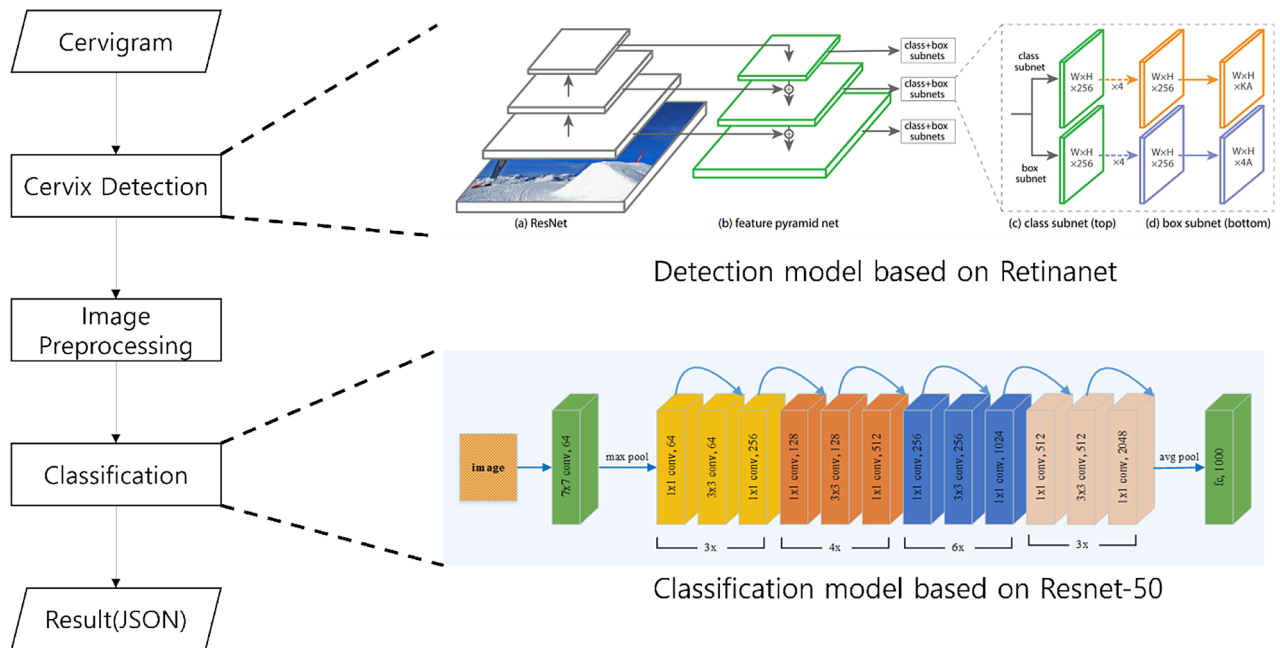 Cervigram
Cervix Detection
Image
Preprocessing
Classification
Result(JSON)
class+box
subnets
class+box
subnets
class+box
subnets
(a) ResNet
(b) feature pyramid net
class
subnet
W×H
×256
×4
W×H
×256
W×H
×KA
box
subnet
W×H
×256
×4
W×H
×256
W×H
×4A
(c) class subnet (top)
(d) box subnet (bottom)
Detection model based on Retinanet
image
7x7 conv, 64
max pool
1x1 conv, 64
3x3 conv, 64
1x1 conv, 256
1x1 conv, 128
3x3 conv, 128
1x1 conv, 512
1x1 conv, 256
3x3 conv, 256
1x1 conv, 1024
1x1 conv, 512
3x3 conv, 512
1x1 conv, 2048
avg pool
fc, 1000
3x
4x
6x
3x
Classification model based on Resnet-50